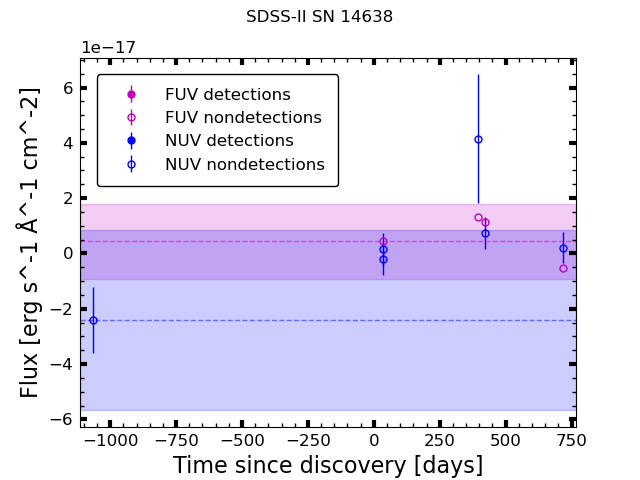 SDSS-II SN 14638
1e−17
FUV detections
FUV nondetections
NUV detections
NUV nondetections
6
4
2
0
−2
−4
−6
Flux [erg s^-1 Å^-1 cm^-2]
−1000 −750 −500 −250 0 250 500 750
Time since discovery [days]